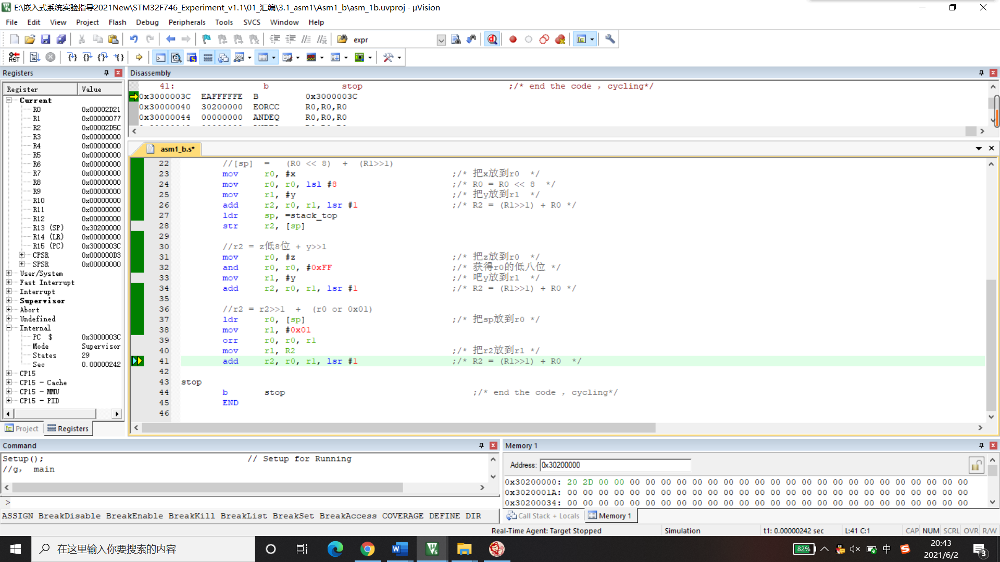 E:\嵌入式系统实验指导2021New\STM32F746_Experiment_v1.1\01_汇编\3.1_asm1\Asm1_b\asm_1b.uvproj - µVision
File Edit View Project Flash Debug Peripherals Tools SVCS Window Help
expr
RST
Registers
Register Value
Current
R0 0x00002D21
R1 0x00000077
R2 0x00002D5C
R3 0x00000000
R4 0x00000000
R5 0x00000000
R6 0x00000000
R7 0x00000000
R8 0x00000000
R9 0x00000000
R10 0x00000000
R11 0x00000000
R12 0x00000000
R13 (SP) 0x30200000
R14 (LR) 0x00000000
R15 (PC) 0x3000003C
CPSR 0x000000D3
SPSR 0x00000000
User/System
Fast Interrupt
Interrupt
Supervisor
Abort
Undefined
Internal
PC $ 0x3000003C
Mode Supervisor
States 29
Sec 0.00000242
CP15
CP15 - Cache
CP15 - MMU
CP15 - PID
Project Registers
Disassembly
41: b stop ;/* end the code , cycling*/
0x3000003C EAFFFFFE B 0x3000003C
0x30000040 30200000 EORCC R0,R0,R0
0x30000044 00000000 ANDEQ R0,R0,R0
asm1_b.s*
22 //[sp] = (R0 << 8) + (R1>>1)
23 mov r0, #x ;/* 把x放到r0 */
24 mov r0, r0, lsl #8 ;/* R0 = R0 << 8 */
25 mov r1, #y ;/* 把y放到r1 */
26 add r2, r0, r1, lsr #1 ;/* R2 = (R1>>1) + R0 */
27 ldr sp, =stack_top
28 str r2, [sp]
29
30 //r2 = z低8位 + y>>1
31 mov r0, #z ;/* 把z放到r0 */
32 and r0, r0, #0xFF ;/* 获得r0的低八位 */
33 mov r1, #y ;/* 吧y放到r1 */
34 add r2, r0, r1, lsr #1 ;/* R2 = (R1>>1) + R0 */
35
36 //r2 = r2>>1 + (r0 or 0x01)
37 ldr r0, [sp] ;/* 把sp放到r0 */
38 mov r1, #0x01
39 orr r0, r0, r1
40 mov r1, R2 ;/* 把r2放到r1 */
41 add r2, r0, r1, lsr #1 ;/* R2 = (R1>>1) + R0 */
42
43 stop
44 b stop ;/* end the code , cycling*/
45 END
46
Command
Setup(); // Setup for Running
//g, main
>
ASSIGN BreakDisable BreakEnable BreakKill BreakList BreakSet BreakAccess COVERAGE DEFINE DIR
Memory 1
Address: 0x30200000
0x30200000: 20 2D 00 00 00 00 00 00 00 00 00 00 00 00 00 00 00 00 00 00 00 00 00 00 00 00
0x3020001A: 00 00 00 00 00 00 00 00 00 00 00 00 00 00 00 00 00 00 00 00 00 00 00 00 00 00
0x30200034: 00 00 00 00 00 00 00 00 00 00 00 00 00 00 00 00 00 00 00 00 00 00 00 00 00 00
Call Stack + Locals Memory 1
Real-Time Agent: Target Stopped Simulation t1: 0.00000242 sec L:41 C:1 CAP NUM SCRL OVR R/W
在这里输入你要搜索的内容
82% 中 20:43
2021/6/2
3